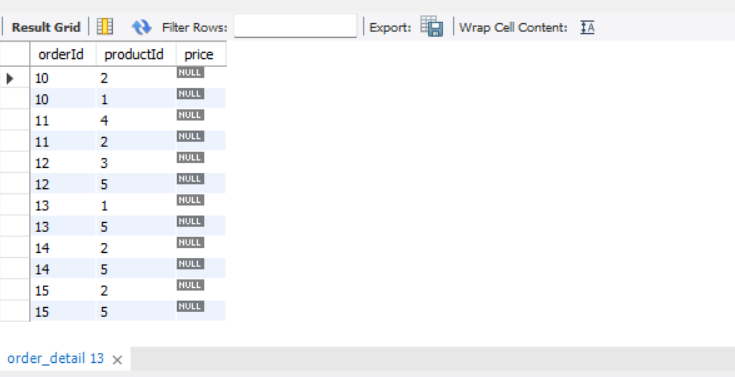 Result Grid Filter Rows: Export: Wrap Cell Content: IA
orderId productId price
10 2 NULL
10 1 NULL
11 4 NULL
11 2 NULL
12 3 NULL
12 5 NULL
13 1 NULL
13 5 NULL
14 2 NULL
14 5 NULL
15 2 NULL
15 5 NULL
order_detail 13